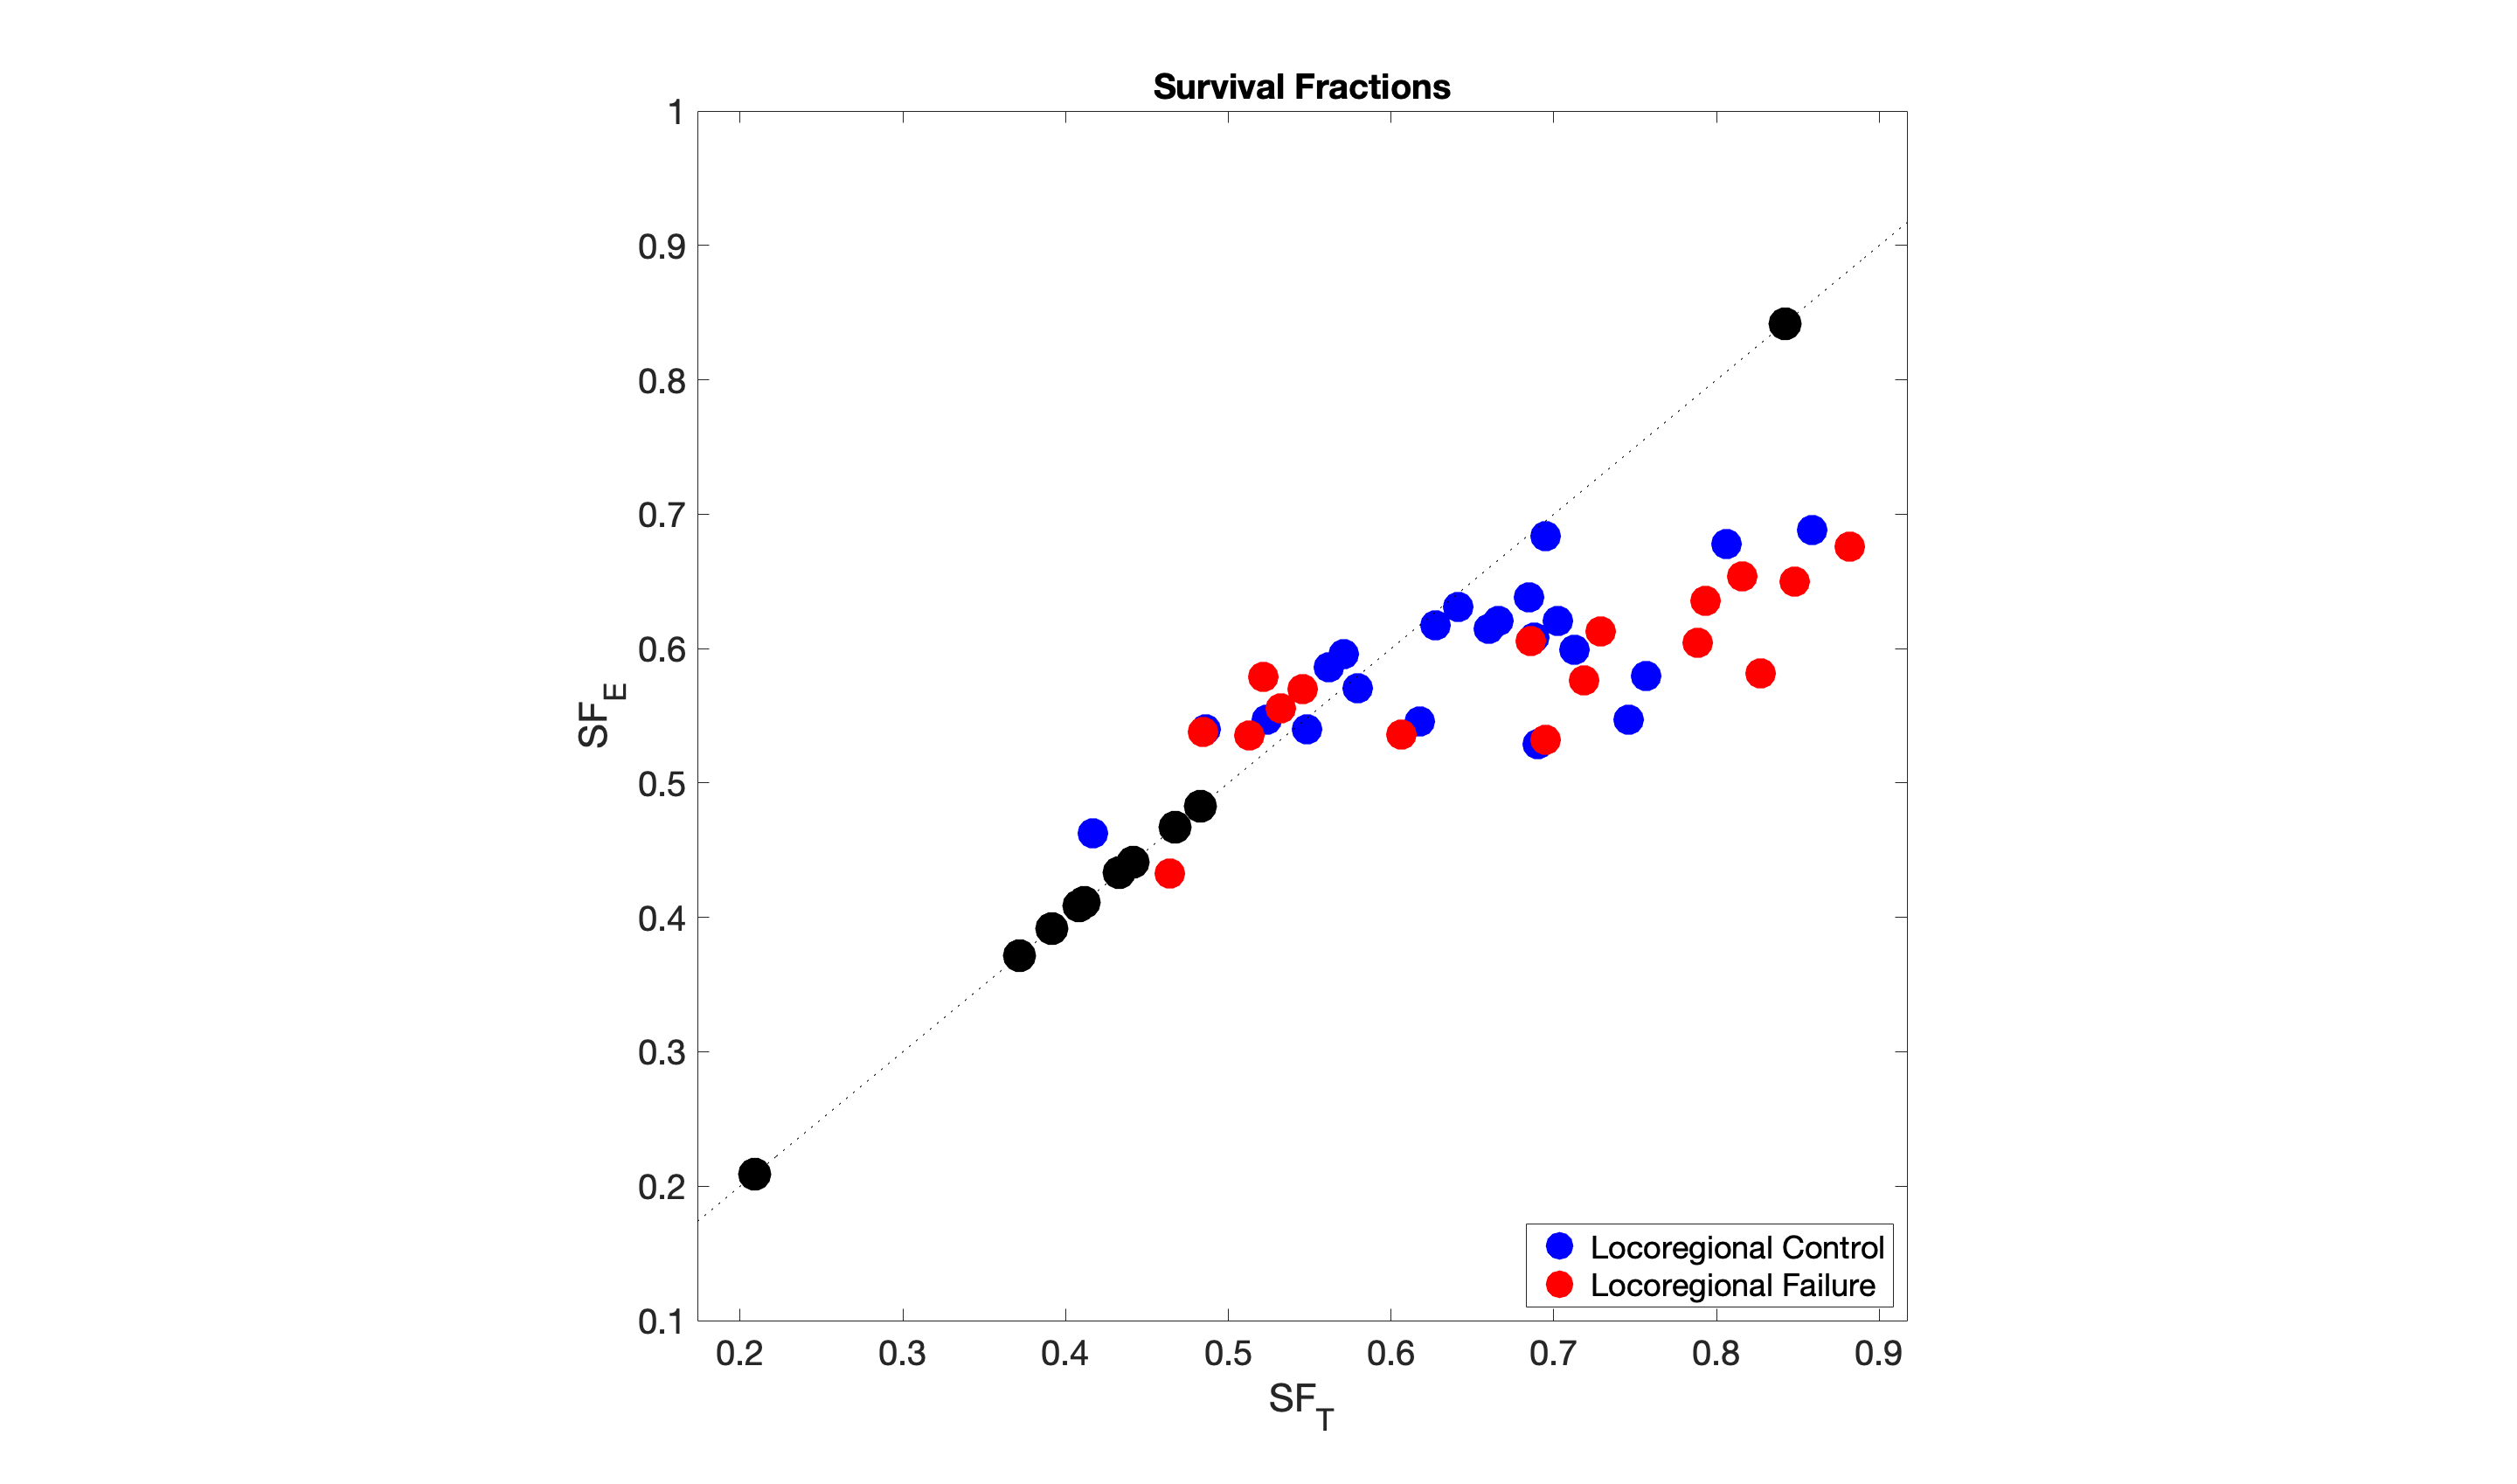 Survival Fractions
1
0.9
0.8
0.7
0.6
0.5
0.4
0.3
0.2
0.1
SF_E
0.2 0.3 0.4 0.5 0.6 0.7 0.8 0.9
SF_T
Locoregional Control
Locoregional Failure